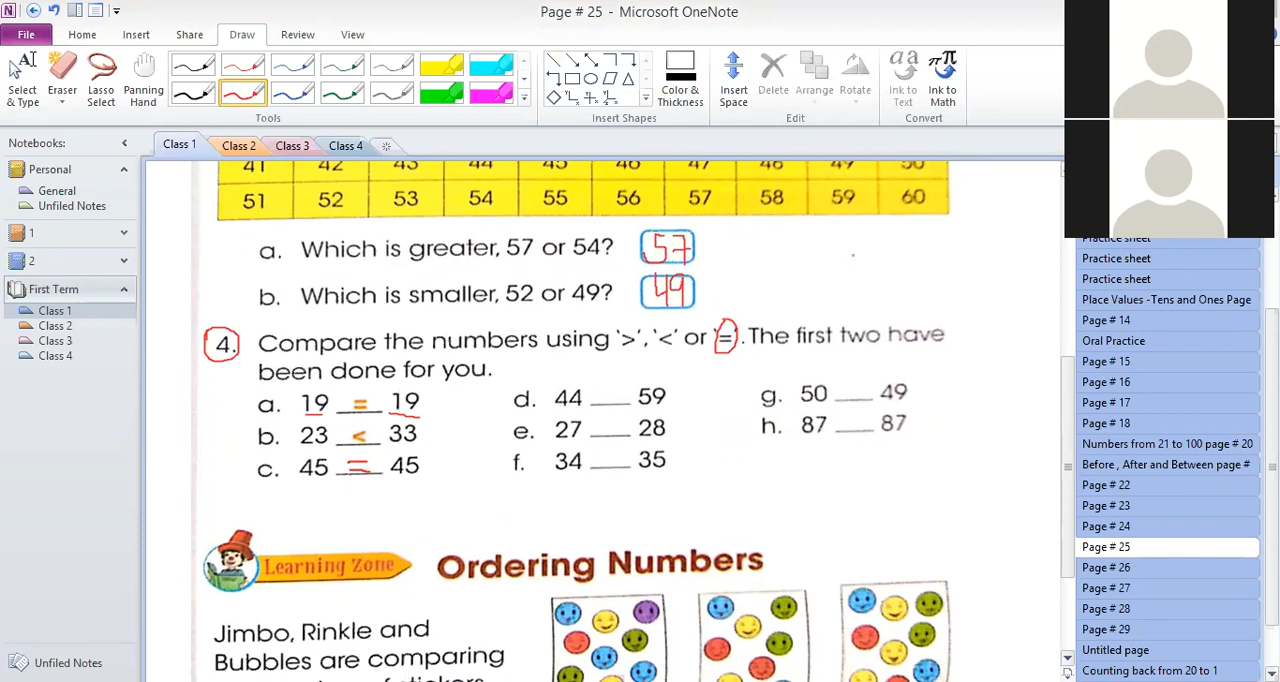 Page # 25 - Microsoft OneNote
File Home Insert Share Draw Review View
Select & Type
Eraser
Lasso Select
Panning Hand
Color & Thickness
Insert Space
Delete
Arrange
Rotate
Ink to Text
Ink to Math
Tools
Insert Shapes
Edit
Convert
Notebooks:
Class 1 Class 2 Class 3 Class 4
Personal
General
Unfiled Notes
1
2
First Term
Class 1
Class 2
Class 3
Class 4
Unfiled Notes
41 42 43 44 45 46 47 48 49 50
51 52 53 54 55 56 57 58 59 60
a. Which is greater, 57 or 54? 57
b. Which is smaller, 52 or 49? 49
4. Compare the numbers using '>', '<' or '='. The first two have
been done for you.
a. 19 = 19
b. 23 < 33
c. 45 = 45
d. 44 ___ 59
e. 27 ___ 28
f. 34 ___ 35
g. 50 ___ 49
h. 87 ___ 87
Learning Zone
Ordering Numbers
Jimbo, Rinkle and
Bubbles are comparing
Practice sheet
Practice sheet
Practice sheet
Place Values -Tens and Ones Page
Page # 14
Oral Practice
Page # 15
Page # 16
Page # 17
Page # 18
Numbers from 21 to 100 page # 20
Before , After and Between page #
Page # 22
Page # 23
Page # 24
Page # 25
Page # 26
Page # 27
Page # 28
Page # 29
Untitled page
Counting back from 20 to 1